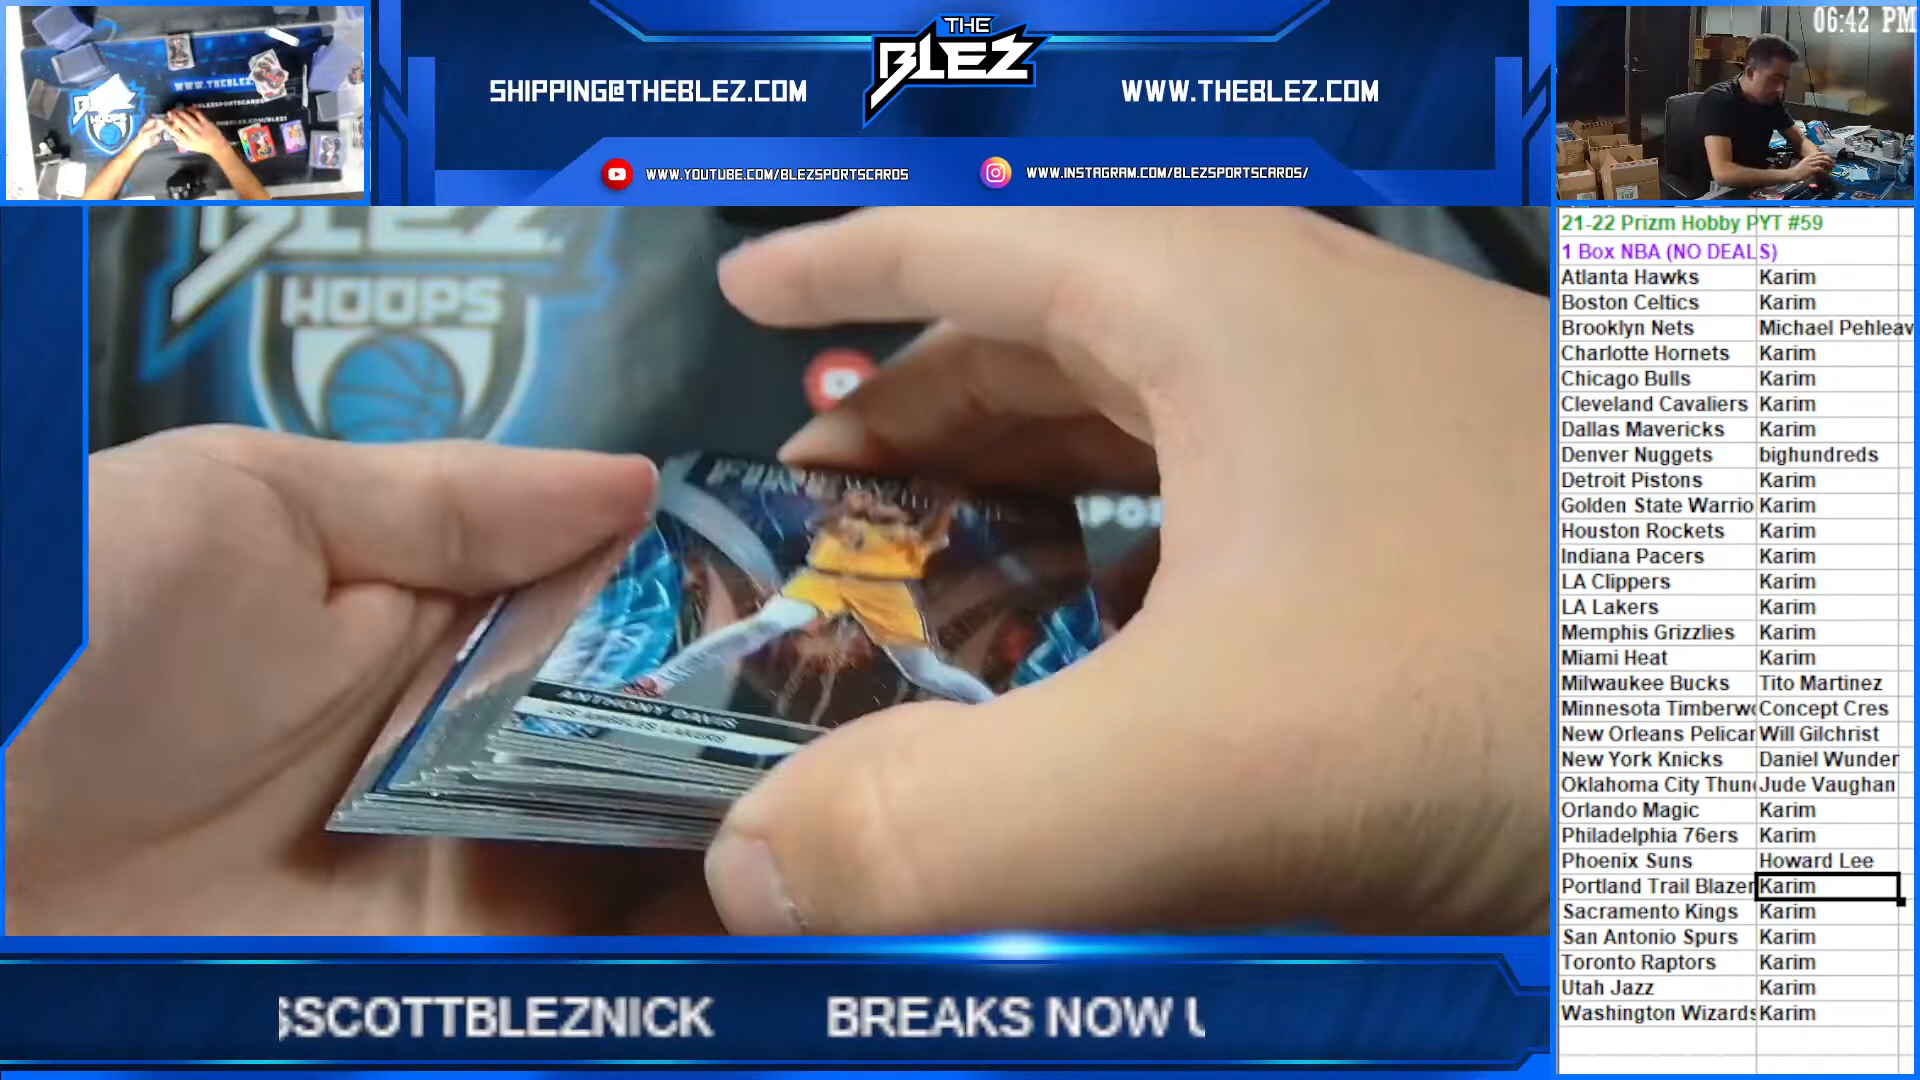 06:42 PM
THE
BLEZ
SHIPPING@THEBLEZ.COM
WWW.THEBLEZ.COM
WWW.YOUTUBE.COM/BLEZSPORTSCARDS
WWW.INSTAGRAM.COM/BLEZSPORTSCARDS/
BLEZ
HOOPS
ANTHONY DAVIS
LOS ANGELES LAKERS
21-22 Prizm Hobby PYT #59
1 Box NBA (NO DEALS)
Atlanta Hawks Karim
Boston Celtics Karim
Brooklyn Nets Michael Pehleav
Charlotte Hornets Karim
Chicago Bulls Karim
Cleveland Cavaliers Karim
Dallas Mavericks Karim
Denver Nuggets bighundreds
Detroit Pistons Karim
Golden State Warrio Karim
Houston Rockets Karim
Indiana Pacers Karim
LA Clippers Karim
LA Lakers Karim
Memphis Grizzlies Karim
Miami Heat Karim
Milwaukee Bucks Tito Martinez
Minnesota Timberwo Concept Cres
New Orleans Pelicar Will Gilchrist
New York Knicks Daniel Wunder
Oklahoma City Thun Jude Vaughan
Orlando Magic Karim
Philadelphia 76ers Karim
Phoenix Suns Howard Lee
Portland Trail Blazer Karim
Sacramento Kings Karim
San Antonio Spurs Karim
Toronto Raptors Karim
Utah Jazz Karim
Washington Wizards Karim
SSCOTTBLEZNICK BREAKS NOW U